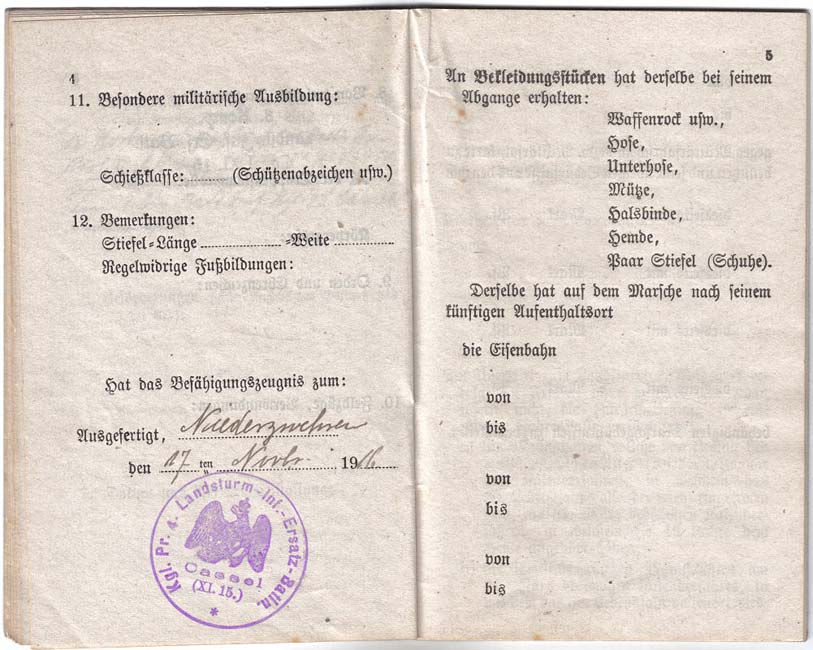 4
11. Besondere militärische Ausbildung:
Schießklasse: ........ (Schützenabzeichen usw.)
12. Bemerkungen:
Stiefel-Länge ................ -Weite ............
Regelwidrige Fußbildungen:
Hat das Befähigungszeugnis zum:
Ausgefertigt, Niederzwehren
den 17 ten Novbr. 1916
Kgl. Pr. 4. Landsturm-Inf.-Ersatz-Batln.
Cassel
(XI. 15.)
*
5
An Bekleidungsstücken hat derselbe bei seinem
Abgange erhalten:
Waffenrock usw.,
Hose,
Unterhose,
Mütze,
Halsbinde,
Hemde,
Paar Stiefel (Schuhe).
Derselbe hat auf dem Marsche nach seinem
künftigen Aufenthaltsort
die Eisenbahn
von
bis
von
bis
von
bis